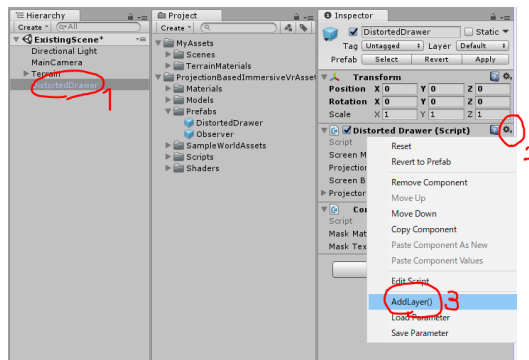 Hierarchy
Create
All
ExistingScene*
Directional Light
MainCamera
Terrain
DistortedDrawer
1
Project
Create
MyAssets
Scenes
TerrainMaterials
ProjectionBasedImmersiveVrAsset
Materials
Models
Prefabs
DistortedDrawer
Observer
SampleWorldAssets
Scripts
Shaders
Inspector
DistortedDrawer Static
Tag Untagged Layer Default
Prefab Select Revert Apply
Transform
Position X 0 Y 0 Z 0
Rotation X 0 Y 0 Z 0
Scale X 1 Y 1 Z 1
Distorted Drawer (Script)
Script
Screen M
Projection
Screen B
Projector
Co
Script
Mask Mat
Mask Tex
Reset
Revert to Prefab
Remove Component
Move Up
Move Down
Copy Component
Paste Component As New
Paste Component Values
Edit Script
AddLayer()
3
Load Parameter
Save Parameter